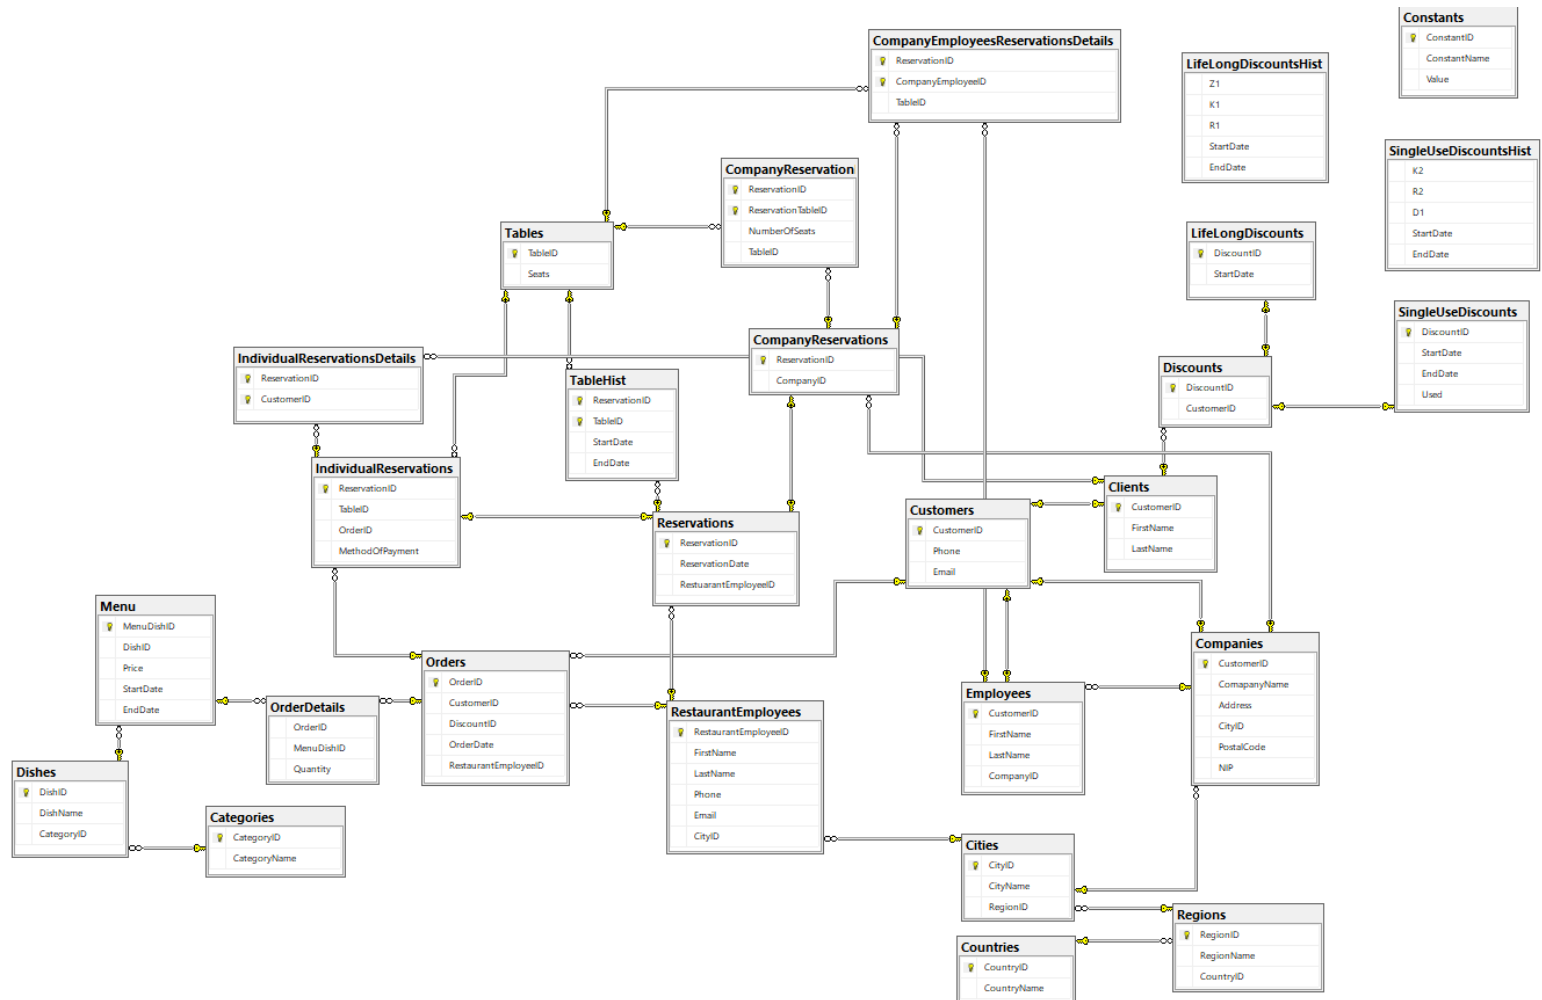 Constants
ConstantID
ConstantName
Value
CompanyEmployeesReservationsDetails
ReservationID
CompanyEmployeeID
TableID
LifeLongDiscountsHist
Z1
K1
R1
StartDate
EndDate
SingleUseDiscountsHist
K2
R2
D1
StartDate
EndDate
CompanyReservation
ReservationID
ReservationTableID
NumberOfSeats
TableID
Tables
TableID
Seats
LifeLongDiscounts
DiscountID
StartDate
SingleUseDiscounts
DiscountID
StartDate
EndDate
Used
CompanyReservations
ReservationID
CompanyID
IndividualReservationsDetails
ReservationID
CustomerID
TableHist
ReservationID
TableID
StartDate
EndDate
Discounts
DiscountID
CustomerID
IndividualReservations
ReservationID
TableID
OrderID
MethodOfPayment
Clients
CustomerID
FirstName
LastName
Customers
CustomerID
Phone
Email
Reservations
ReservationID
ReservationDate
RestuarantEmployeeID
Menu
MenuDishID
DishID
Price
StartDate
EndDate
Companies
CustomerID
ComapanyName
Address
CityID
PostalCode
NIP
Orders
OrderID
CustomerID
DiscountID
OrderDate
RestaurantEmployeeID
OrderDetails
OrderID
MenuDishID
Quantity
RestaurantEmployees
RestaurantEmployeeID
FirstName
LastName
Phone
Email
CityID
Employees
CustomerID
FirstName
LastName
CompanyID
Dishes
DishID
DishName
CategoryID
Categories
CategoryID
CategoryName
Cities
CityID
CityName
RegionID
Regions
RegionID
RegionName
CountryID
Countries
CountryID
CountryName